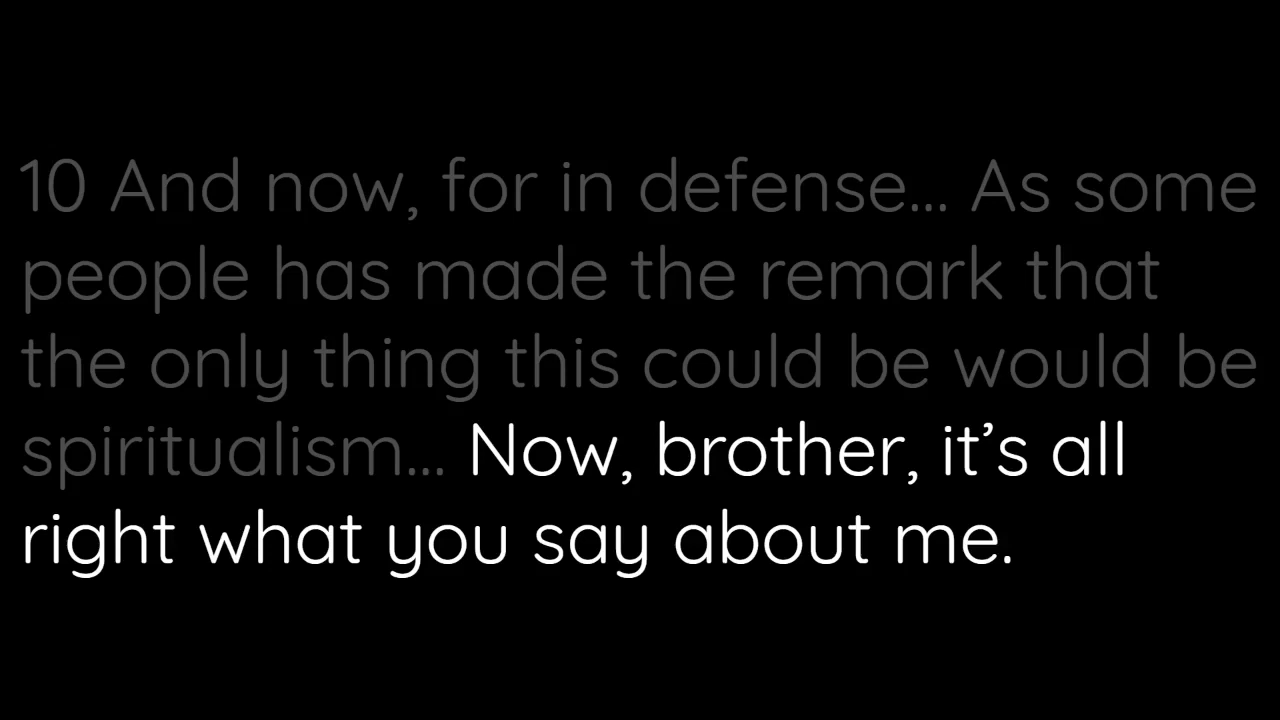 10 And now, for in defense... As some
people has made the remark that
the only thing this could be would be
spiritualism... Now, brother, it’s all
right what you say about me.